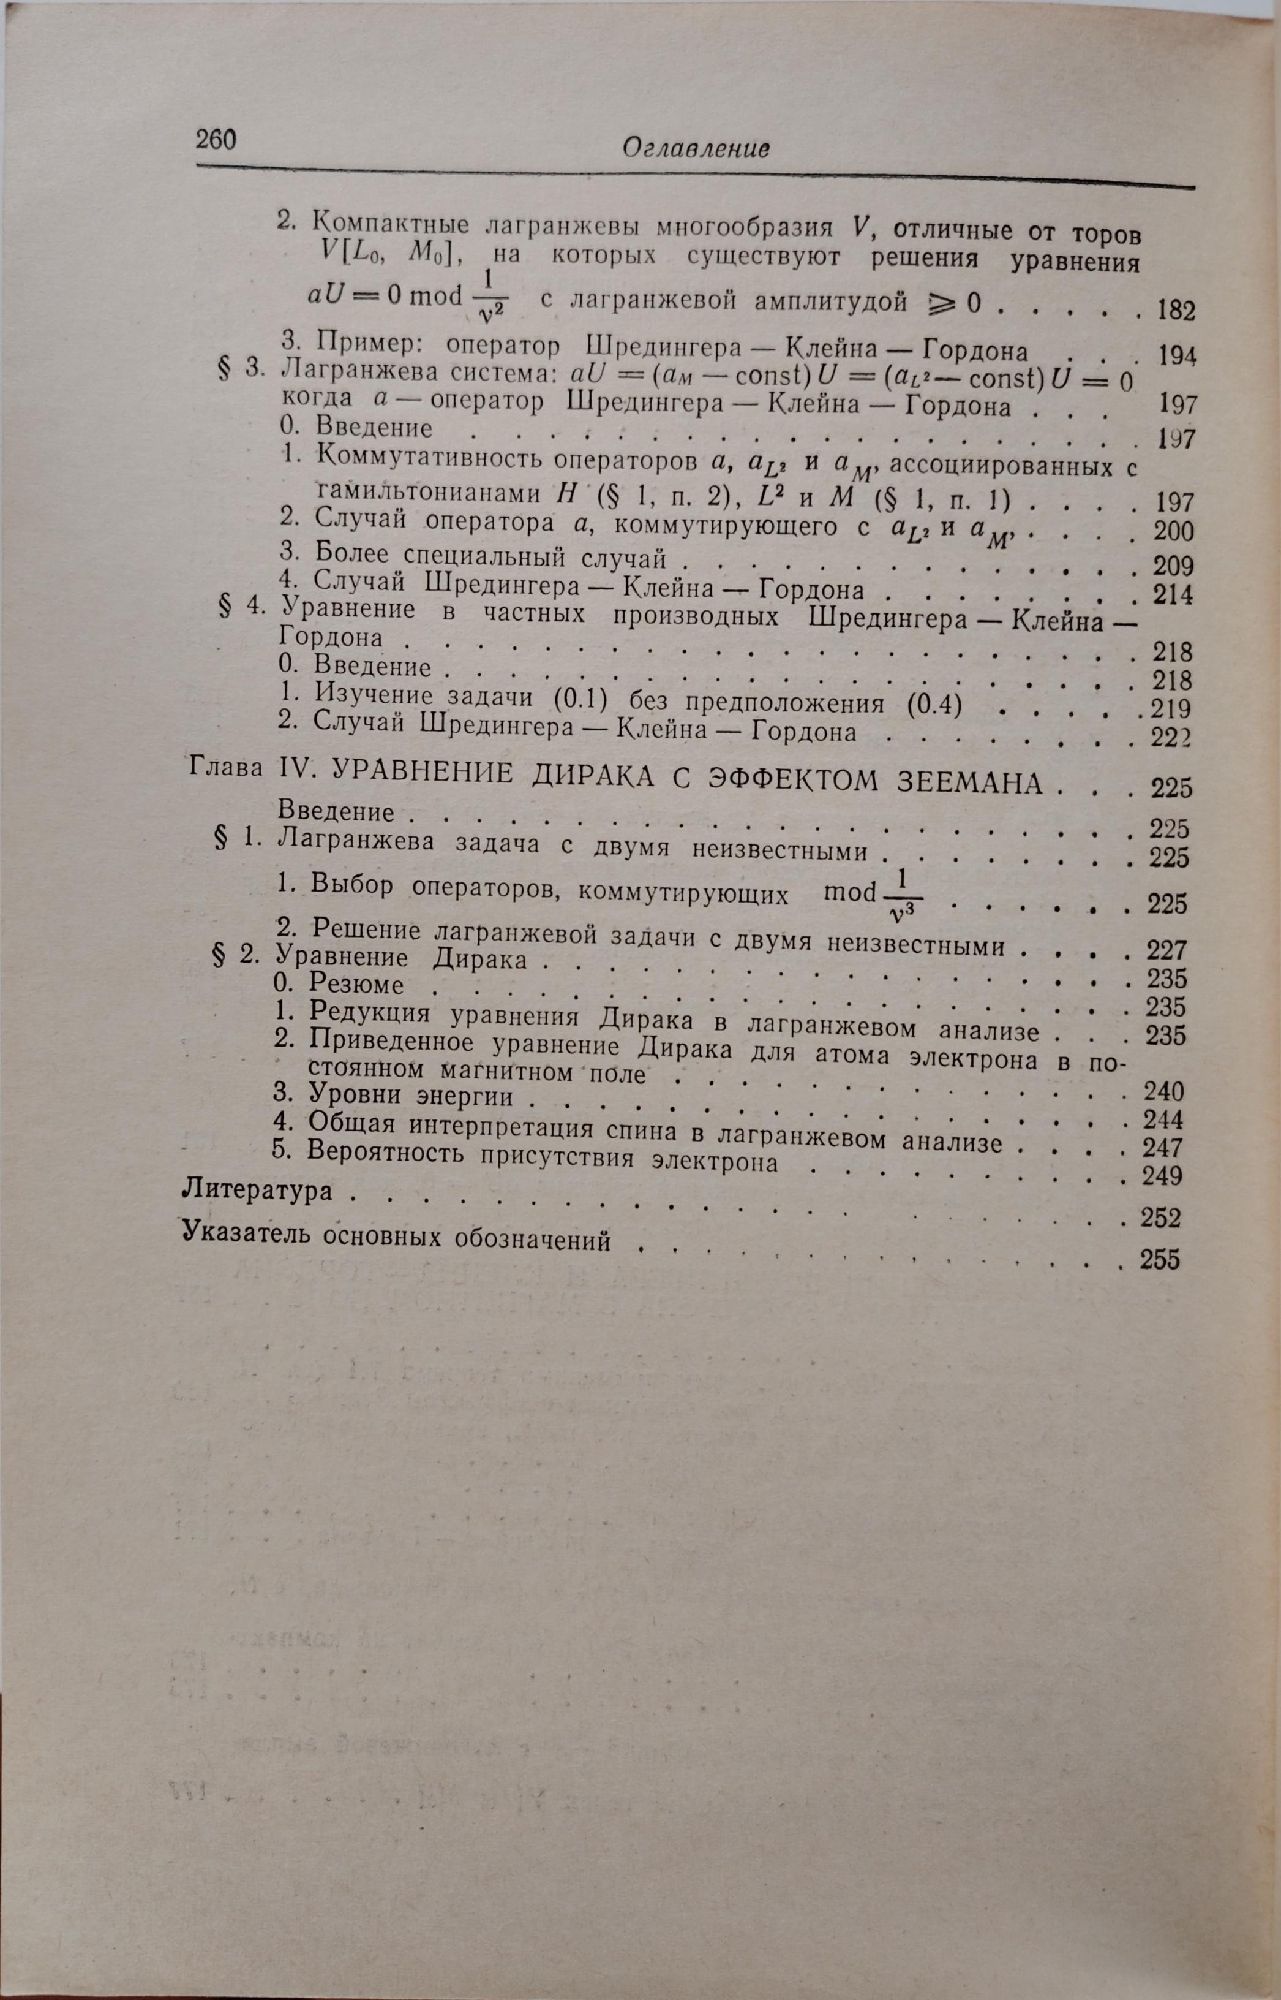 260
Оглавление
2. Компактные лагранжевы многообразия V, отличные от торов
V[L₀, M₀], на которых существуют решения уравнения
aU = 0 mod 1/ν² с лагранжевой амплитудой ⩾ 0 . . . . . 182
3. Пример: оператор Шредингера — Клейна — Гордона . . . 194
§ 3. Лагранжева система: aU = (a_M — const) U = (a_L² — const) U = 0
когда a — оператор Шредингера — Клейна — Гордона . . . 197
0. Введение . . . . . . . . . . . . . . . . . . 197
1. Коммутативность операторов a, a_L² и a_M, ассоциированных с
гамильтонианами H (§ 1, п. 2), L² и M (§ 1, п. 1) . . . . 197
2. Случай оператора a, коммутирующего с a_L² и a_M, . . . . 200
3. Более специальный случай . . . . . . . . . . . . . 209
4. Случай Шредингера — Клейна — Гордона . . . . . . . . 214
§ 4. Уравнение в частных производных Шредингера — Клейна —
Гордона . . . . . . . . . . . . . . . . . . . 218
0. Введение . . . . . . . . . . . . . . . . . . 218
1. Изучение задачи (0.1) без предположения (0.4) . . . . . 219
2. Случай Шредингера — Клейна — Гордона . . . . . . . . 222
Глава IV. УРАВНЕНИЕ ДИРАКА С ЭФФЕКТОМ ЗЕЕМАНА . . . 225
Введение . . . . . . . . . . . . . . . . . . . 225
§ 1. Лагранжева задача с двумя неизвестными . . . . . . . . 225
1. Выбор операторов, коммутирующих mod 1/ν³ . . . . . . 225
2. Решение лагранжевой задачи с двумя неизвестными . . . . 227
§ 2. Уравнение Дирака . . . . . . . . . . . . . . . . 235
0. Резюме . . . . . . . . . . . . . . . . . . . 235
1. Редукция уравнения Дирака в лагранжевом анализе . . . 235
2. Приведенное уравнение Дирака для атома электрона в по-
стоянном магнитном поле . . . . . . . . . . . . . 240
3. Уровни энергии . . . . . . . . . . . . . . . . 244
4. Общая интерпретация спина в лагранжевом анализе . . . . 247
5. Вероятность присутствия электрона . . . . . . . . . 249
Литература . . . . . . . . . . . . . . . . . . . . . 252
Указатель основных обозначений . . . . . . . . . . . . . . 255